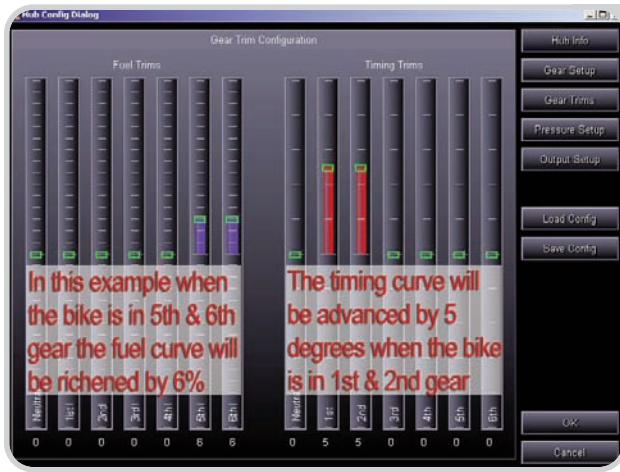 Hub Config Dialog
Gear Trim Configuration
Fuel Trims
Timing Trims
In this example when
the bike is in 5th & 6th
gear the fuel curve will
be richened by 6%
The timing curve will
be advanced by 5
degrees when the bike
is in 1st & 2nd gear
Neutral 1st 2nd 3rd 4th 5th 6th
0 0 0 0 0 6 6
Neutral 1st 2nd 3rd 4th 5th 6th
0 5 5 0 0 0 0
Hub Info
Gear Setup
Gear Trims
Pressure Setup
Output Setup
Load Config
Save Config
OK
Cancel